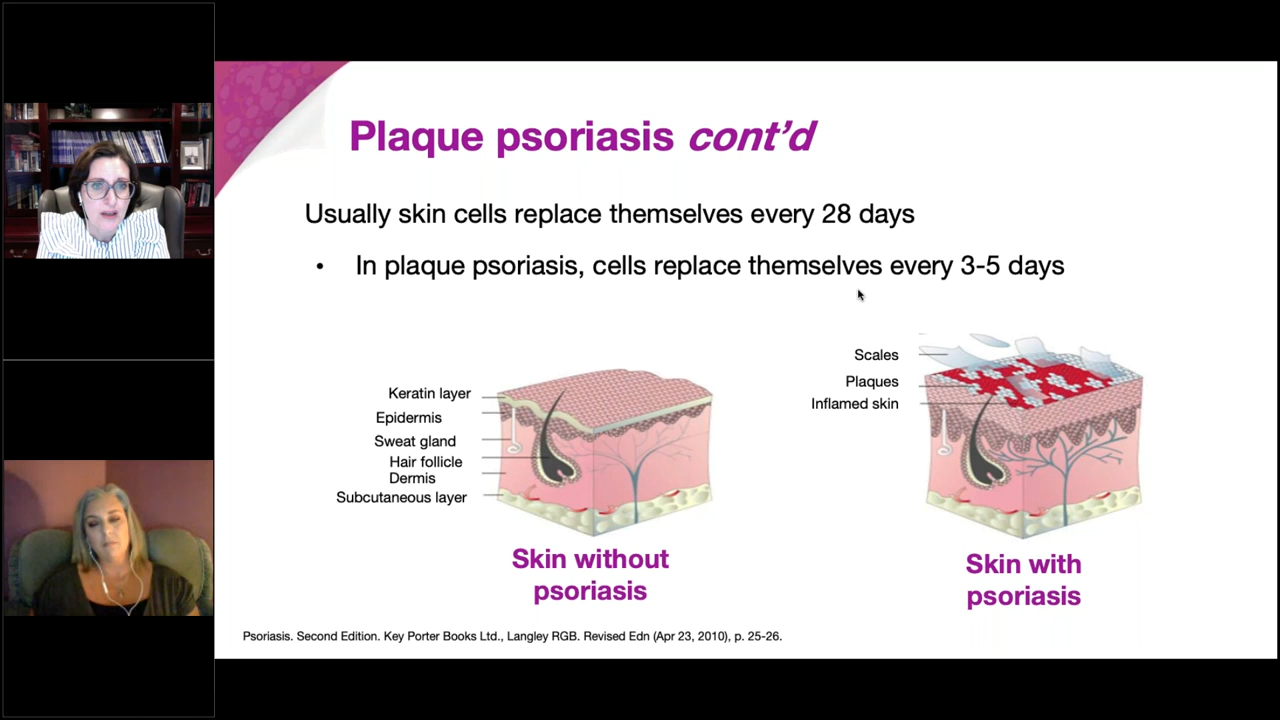 Plaque psoriasis cont’d
Usually skin cells replace themselves every 28 days
• In plaque psoriasis, cells replace themselves every 3-5 days
Keratin layer
Epidermis
Sweat gland
Hair follicle
Dermis
Subcutaneous layer
Skin without
psoriasis
Scales
Plaques
Inflamed skin
Skin with
psoriasis
Psoriasis. Second Edition. Key Porter Books Ltd., Langley RGB. Revised Edn (Apr 23, 2010), p. 25-26.